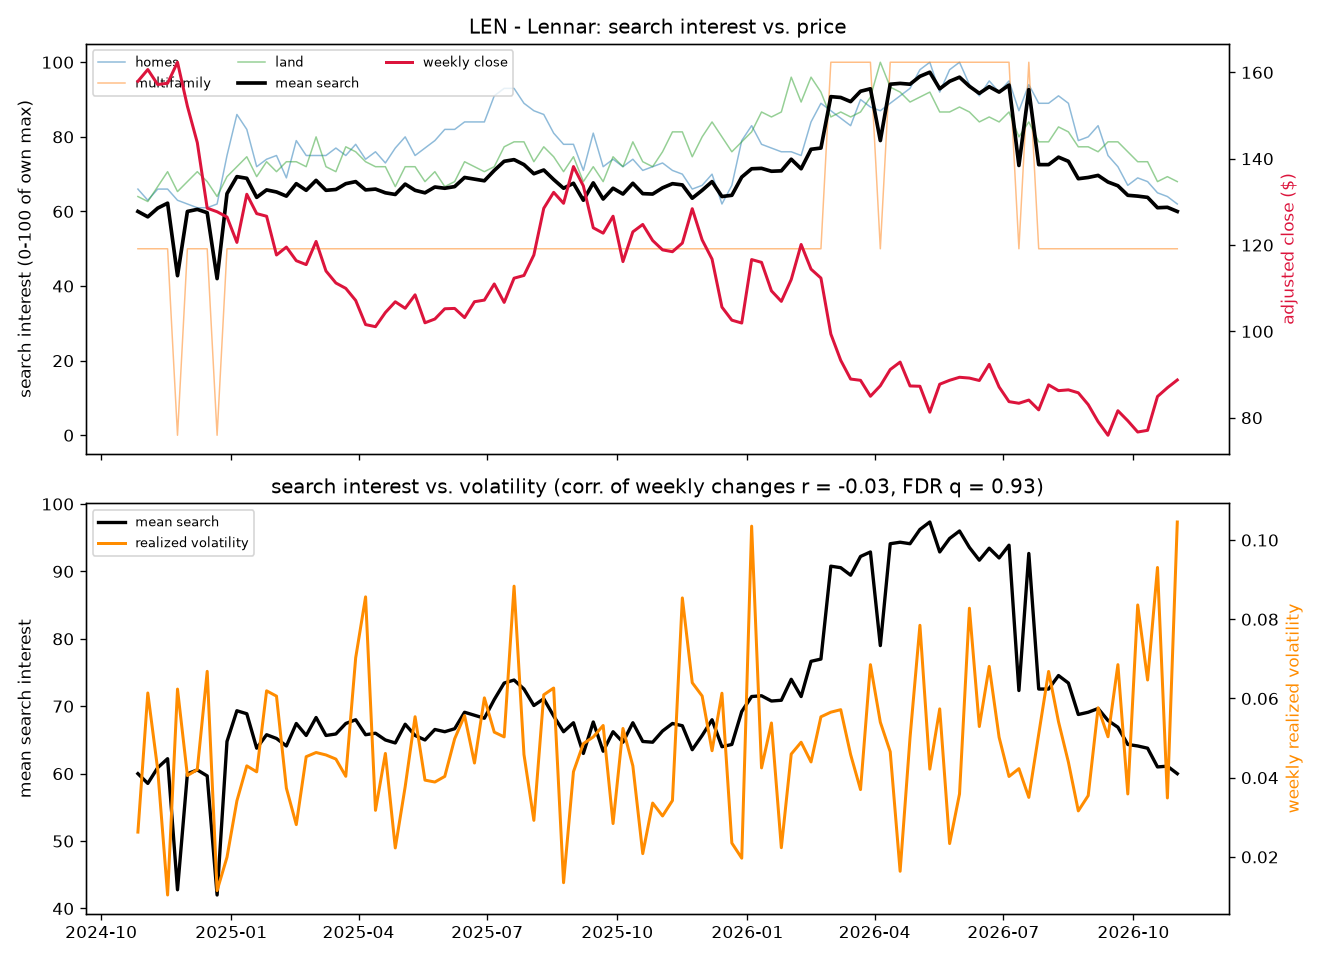 LEN - Lennar: search interest vs. price
homes
multifamily
land
mean search
weekly close
100
80
60
40
20
0
search interest (0-100 of own max)
160
140
120
100
80
adjusted close ($)
search interest vs. volatility (corr. of weekly changes r = -0.03, FDR q = 0.93)
mean search
realized volatility
100
90
80
70
60
50
40
mean search interest
0.10
0.08
0.06
0.04
0.02
weekly realized volatility
2024-10
2025-01
2025-04
2025-07
2025-10
2026-01
2026-04
2026-07
2026-10